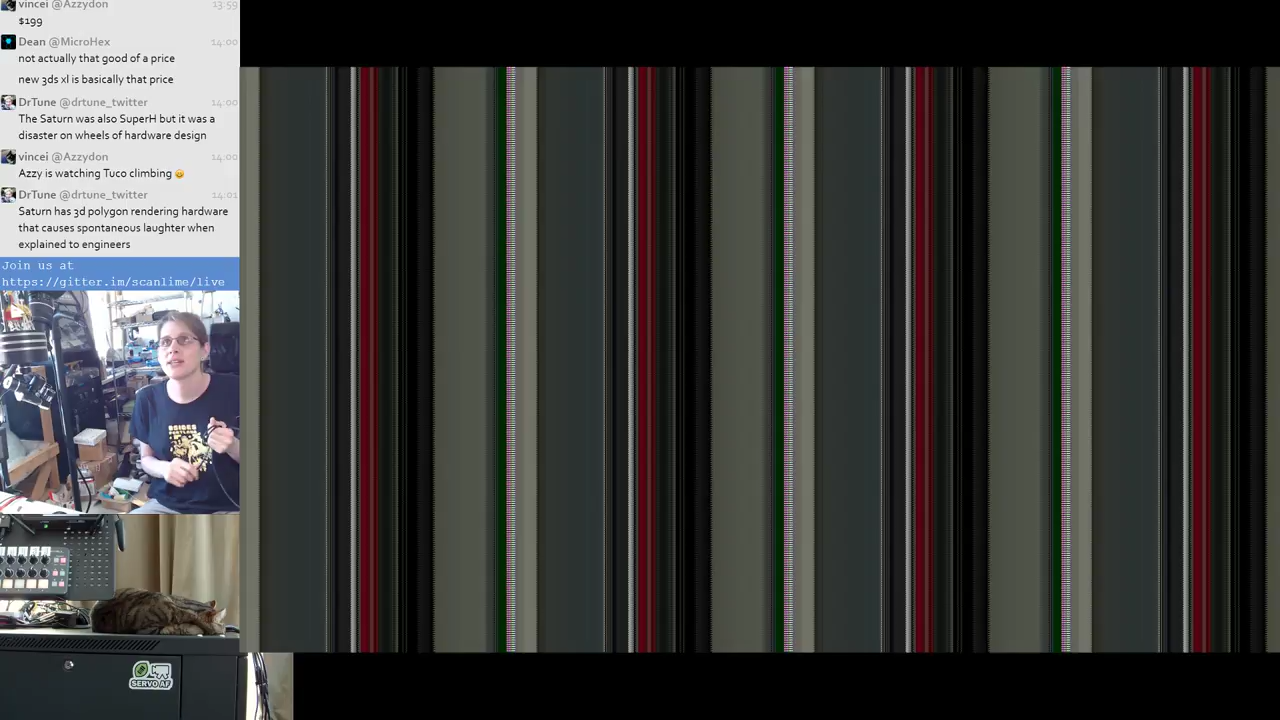 vincei @Azzydon 13:59
$199
Dean @MicroHex 14:00
not actually that good of a price
new 3ds xl is basically that price
DrTune @drtune_twitter 14:00
The Saturn was also SuperH but it was a
disaster on wheels of hardware design
vincei @Azzydon 14:00
Azzy is watching Tuco climbing
DrTune @drtune_twitter 14:01
Saturn has 3d polygon rendering hardware
that causes spontaneous laughter when
explained to engineers
Join us at
https://gitter.im/scanlime/live
SERVO AF